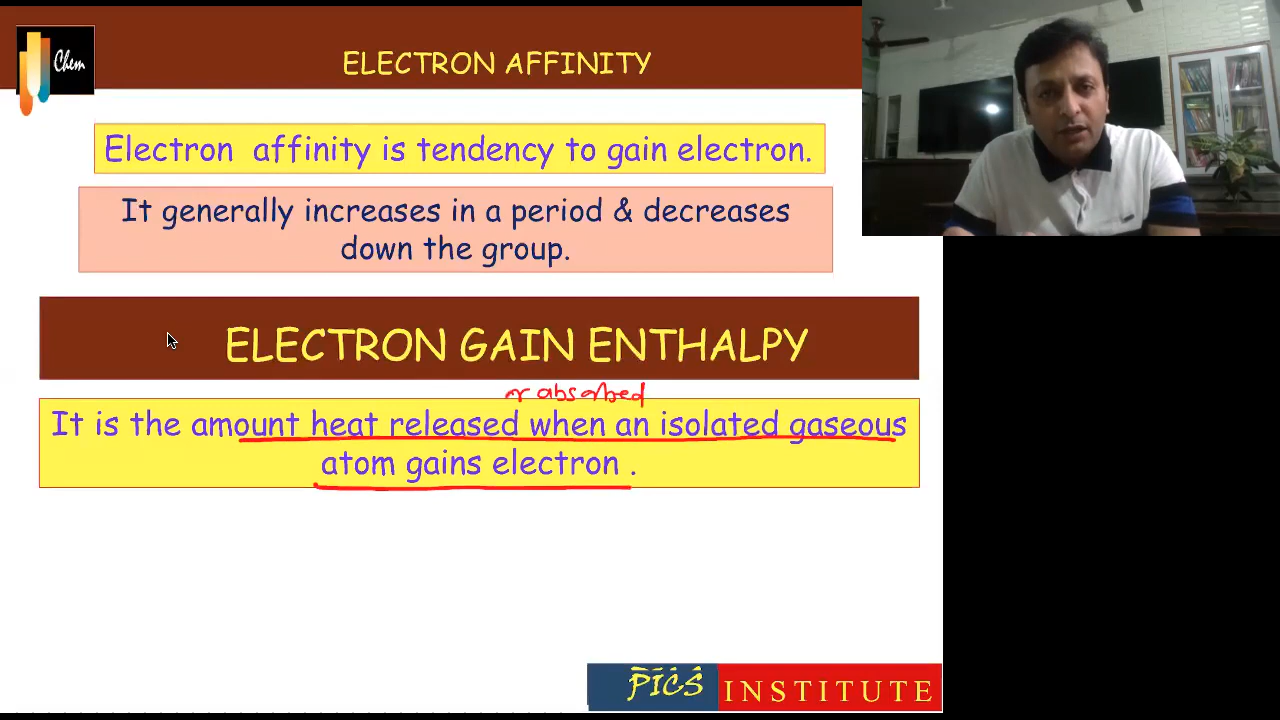 Chem
ELECTRON AFFINITY
Electron affinity is tendency to gain electron.
It generally increases in a period & decreases
down the group.
ELECTRON GAIN ENTHALPY
or absorbed
It is the amount heat released when an isolated gaseous
atom gains electron .
PICS INSTITUTE